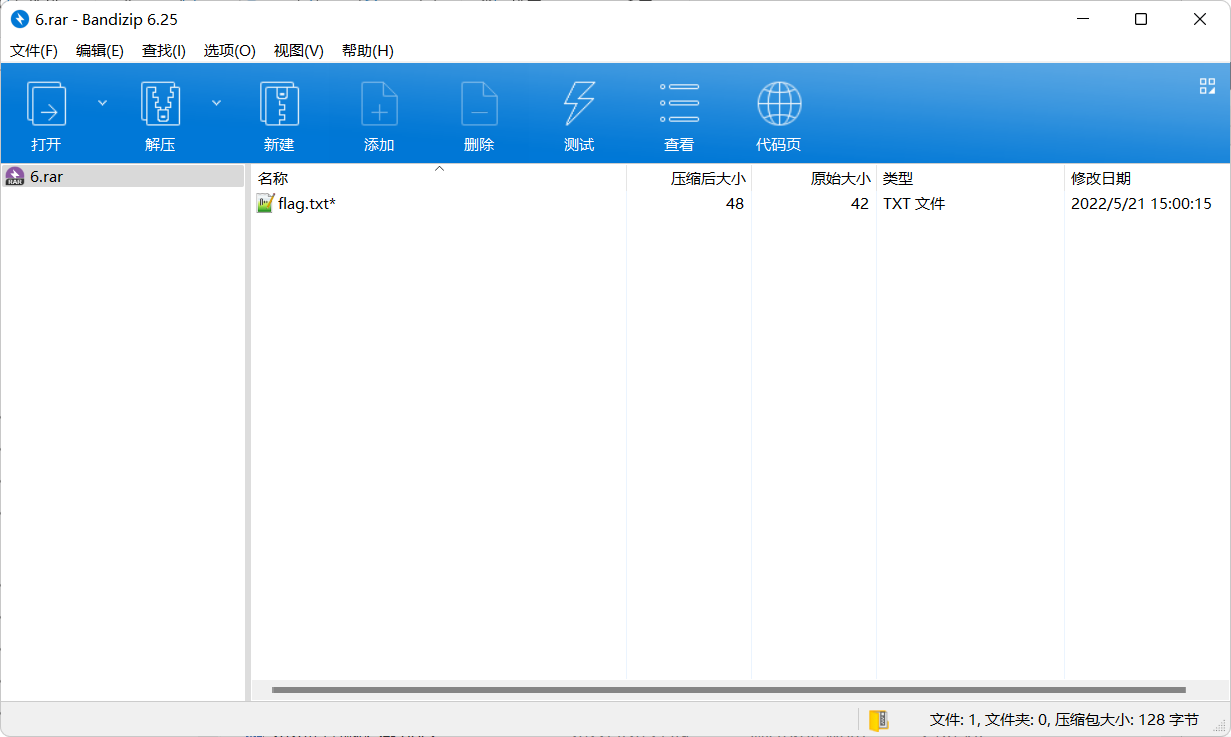 6.rar - Bandizip 6.25
文件(F) 编辑(E) 查找(I) 选项(O) 视图(V) 帮助(H)
打开 解压 新建 添加 删除 测试 查看 代码页
RAR 6.rar
名称 压缩后大小 原始大小 类型 修改日期
flag.txt* 48 42 TXT 文件 2022/5/21 15:00:15
文件: 1, 文件夹: 0, 压缩包大小: 128 字节